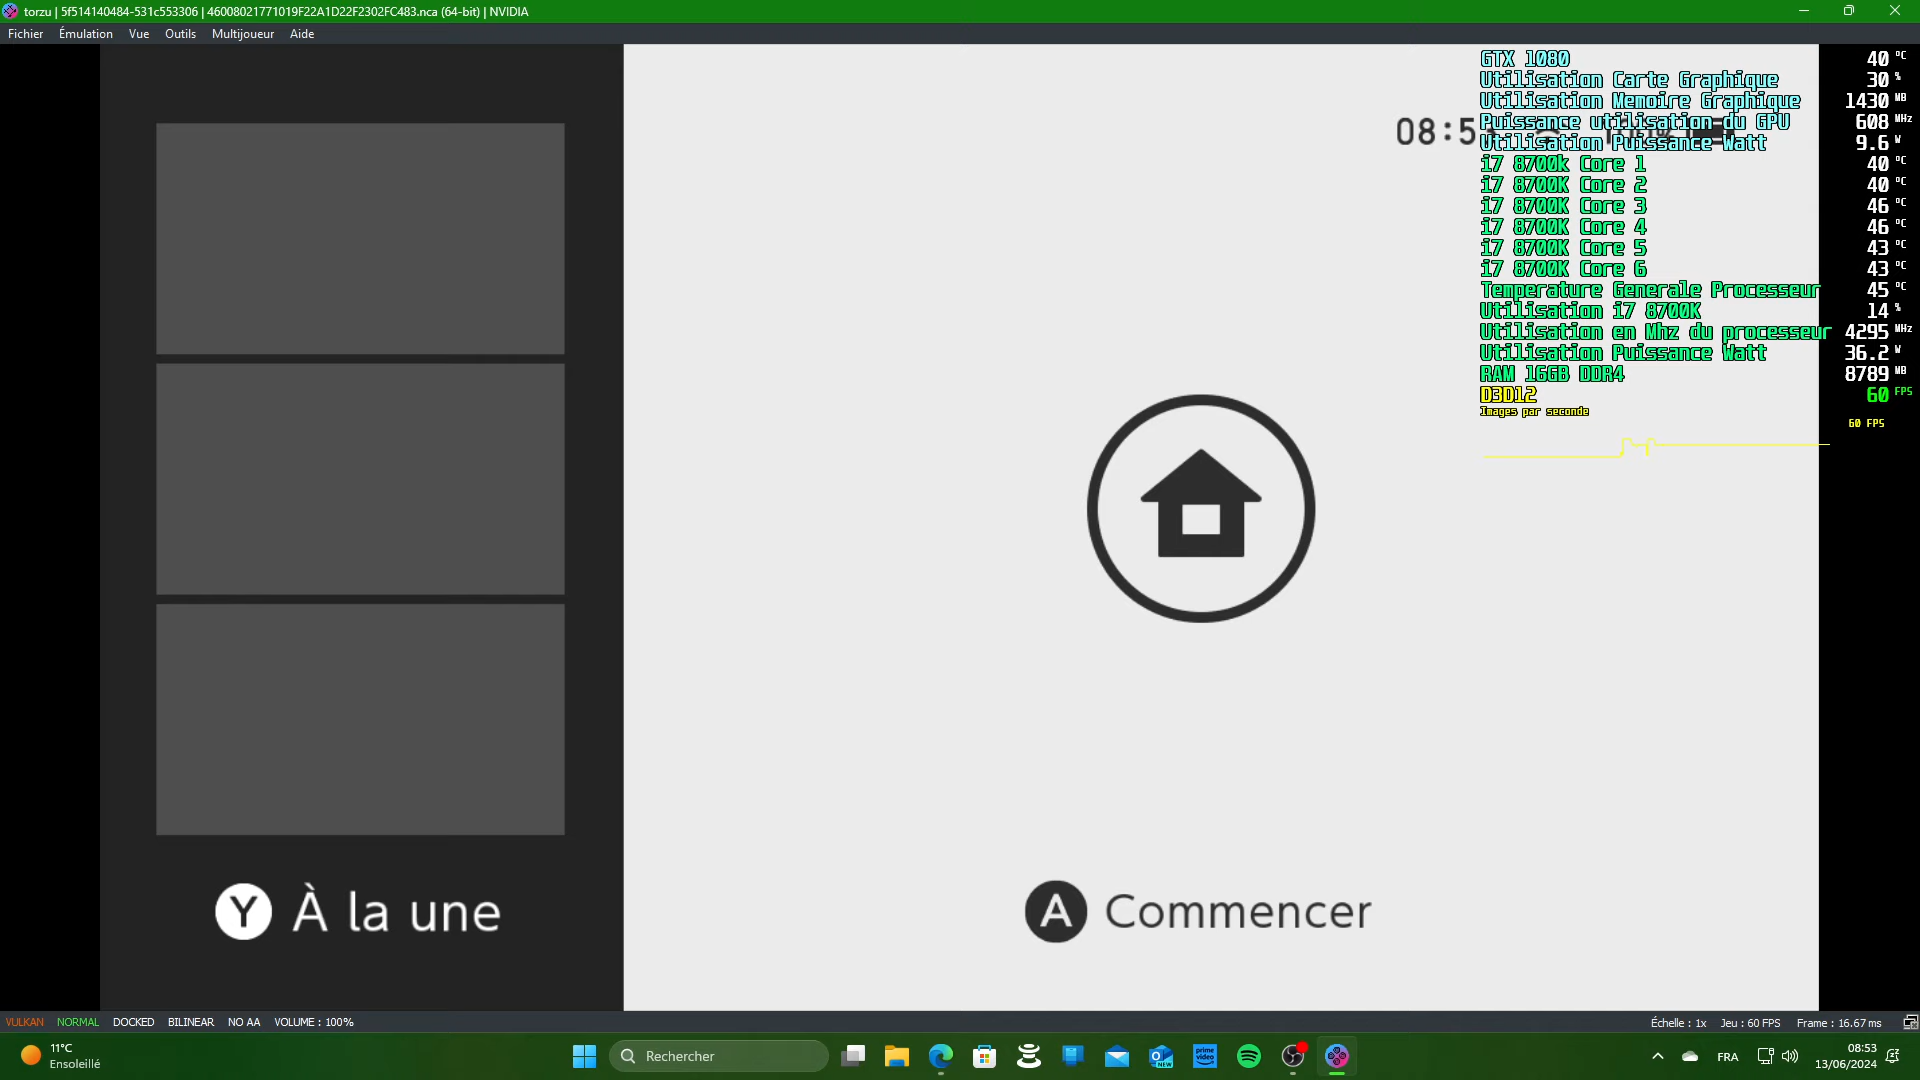 torzu | 5f514140484-531c553306 | 46008021771019F22A1D22F2302FC483.nca (64-bit) | NVIDIA
Fichier Émulation Vue Outils Multijoueur Aide
GTX 1080 40 °C
Utilisation Carte Graphique 30 %
Utilisation Memoire Graphique 1430 MB
Puissance utilisation du GPU 608 MHz
08:5
Utilisation Puissance Watt 9.6 W
i7 8700k Core 1 40 °C
i7 8700K Core 2 40 °C
i7 8700K Core 3 46 °C
i7 8700K Core 4 46 °C
i7 8700K Core 5 43 °C
i7 8700K Core 6 43 °C
Temperature Generale Processeur 45 °C
Utilisation i7 8700K 14 %
Utilisation en Mhz du processeur 4295 MHz
Utilisation Puissance Watt 36.2 W
RAM 16GB DDR4 8789 MB
D3D12 60 FPS
Images par seconde
60 FPS
Y À la une
A Commencer
VULKAN NORMAL DOCKED BILINEAR NO AA VOLUME : 100% Échelle : 1x Jeu : 60 FPS Frame : 16.67 ms
11°C
Ensoleillé
Rechercher
NEW
prime video
FRA
08:53
13/06/2024